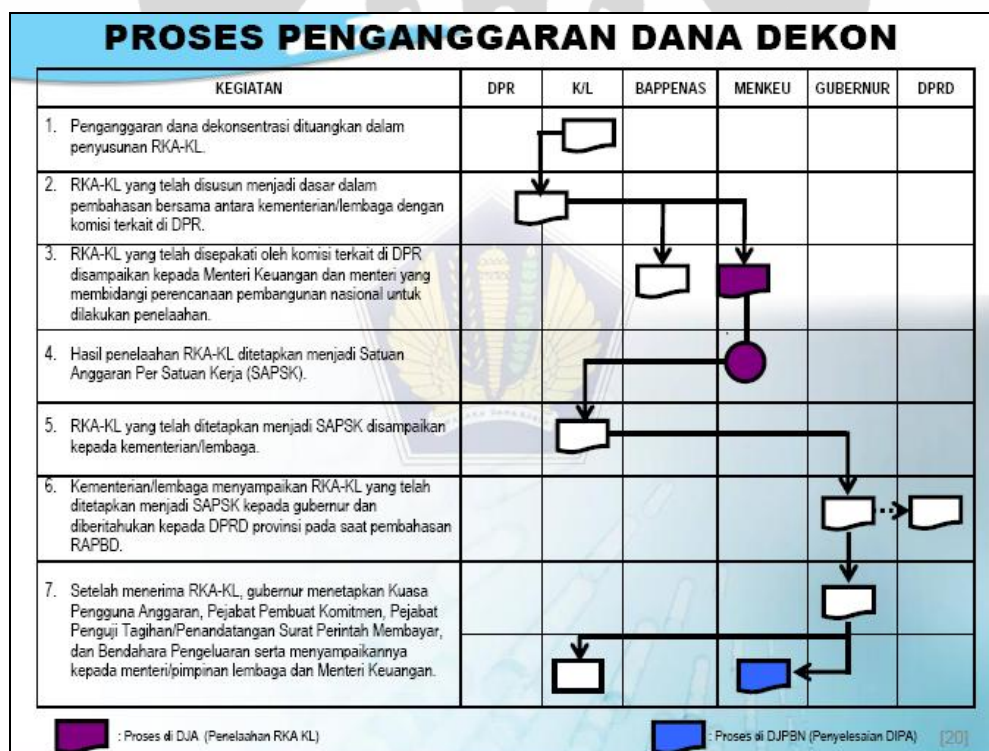 PROSES PENGANGGARAN DANA DEKON
KEGIATAN DPR K/L BAPPENAS MENKEU GUBERNUR DPRD
1. Penganggaran dana dekonsentrasi dituangkan dalam
penyusunan RKA-KL.
2. RKA-KL yang telah disusun menjadi dasar dalam
pembahasan bersama antara kementerian/lembaga dengan
komisi terkait di DPR.
3. RKA-KL yang telah disepakati oleh komisi terkait di DPR
disampaikan kepada Menteri Keuangan dan menteri yang
membidangi perencanaan pembangunan nasional untuk
dilakukan penelaahan.
4. Hasil penelaahan RKA-KL ditetapkan menjadi Satuan
Anggaran Per Satuan Kerja (SAPSK).
5. RKA-KL yang telah ditetapkan menjadi SAPSK disampaikan
kepada kementerian/lembaga.
6. Kementerian/lembaga menyampaikan RKA-KL yang telah
ditetapkan menjadi SAPSK kepada gubernur dan
diberitahukan kepada DPRD provinsi pada saat pembahasan
RAPBD.
7. Setelah menerima RKA-KL, gubernur menetapkan Kuasa
Pengguna Anggaran, Pejabat Pembuat Komitmen, Pejabat
Penguji Tagihan/Penandatangan Surat Perintah Membayar,
dan Bendahara Pengeluaran serta menyampaikannya
kepada menteri/pimpinan lembaga dan Menteri Keuangan.
: Proses di DJA (Penelaahan RKA KL)
: Proses di DJPBN (Penyelesaian DIPA) [20]